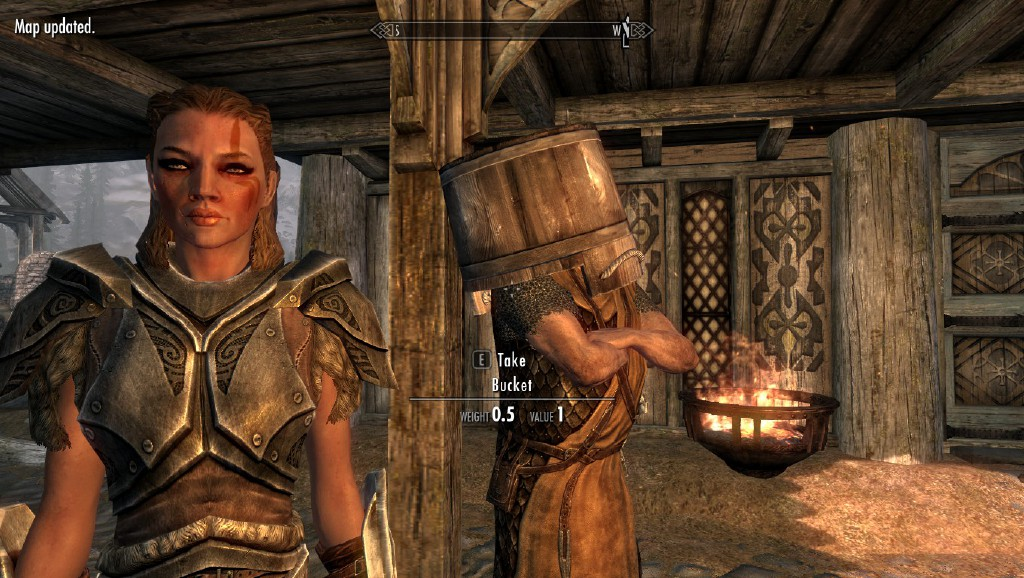 Map updated.
S W
E Take
Bucket
WEIGHT 0.5 VALUE 1